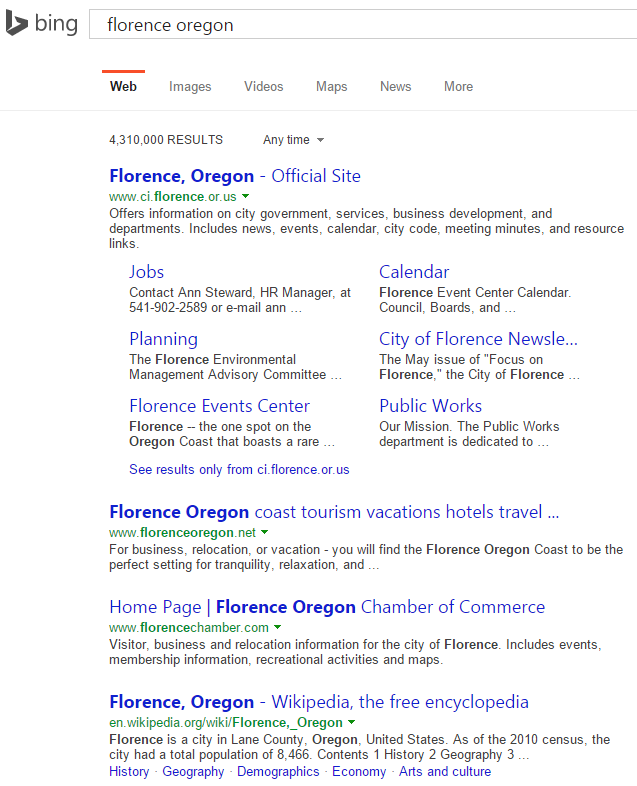 bing
florence oregon
Web Images Videos Maps News More
4,310,000 RESULTS Any time
Florence, Oregon - Official Site
www.ci.florence.or.us
Offers information on city government, services, business development, and
departments. Includes news, events, calendar, city code, meeting minutes, and resource
links.
Jobs
Contact Ann Steward, HR Manager, at
541-902-2589 or e-mail ann ...
Calendar
Florence Event Center Calendar.
Council, Boards, and ...
Planning
The Florence Environmental
Management Advisory Committee ...
City of Florence Newsle...
The May issue of "Focus on
Florence," the City of Florence ...
Florence Events Center
Florence -- the one spot on the
Oregon Coast that boasts a rare ...
Public Works
Our Mission. The Public Works
department is dedicated to ...
See results only from ci.florence.or.us
Florence Oregon coast tourism vacations hotels travel ...
www.florenceoregon.net
For business, relocation, or vacation - you will find the Florence Oregon Coast to be the
perfect setting for tranquility, relaxation, and ...
Home Page | Florence Oregon Chamber of Commerce
www.florencechamber.com
Visitor, business and relocation information for the city of Florence. Includes events,
membership information, recreational activities and maps.
Florence, Oregon - Wikipedia, the free encyclopedia
en.wikipedia.org/wiki/Florence,_Oregon
Florence is a city in Lane County, Oregon, United States. As of the 2010 census, the
city had a total population of 8,466. Contents 1 History 2 Geography 3 ...
History · Geography · Demographics · Economy · Arts and culture